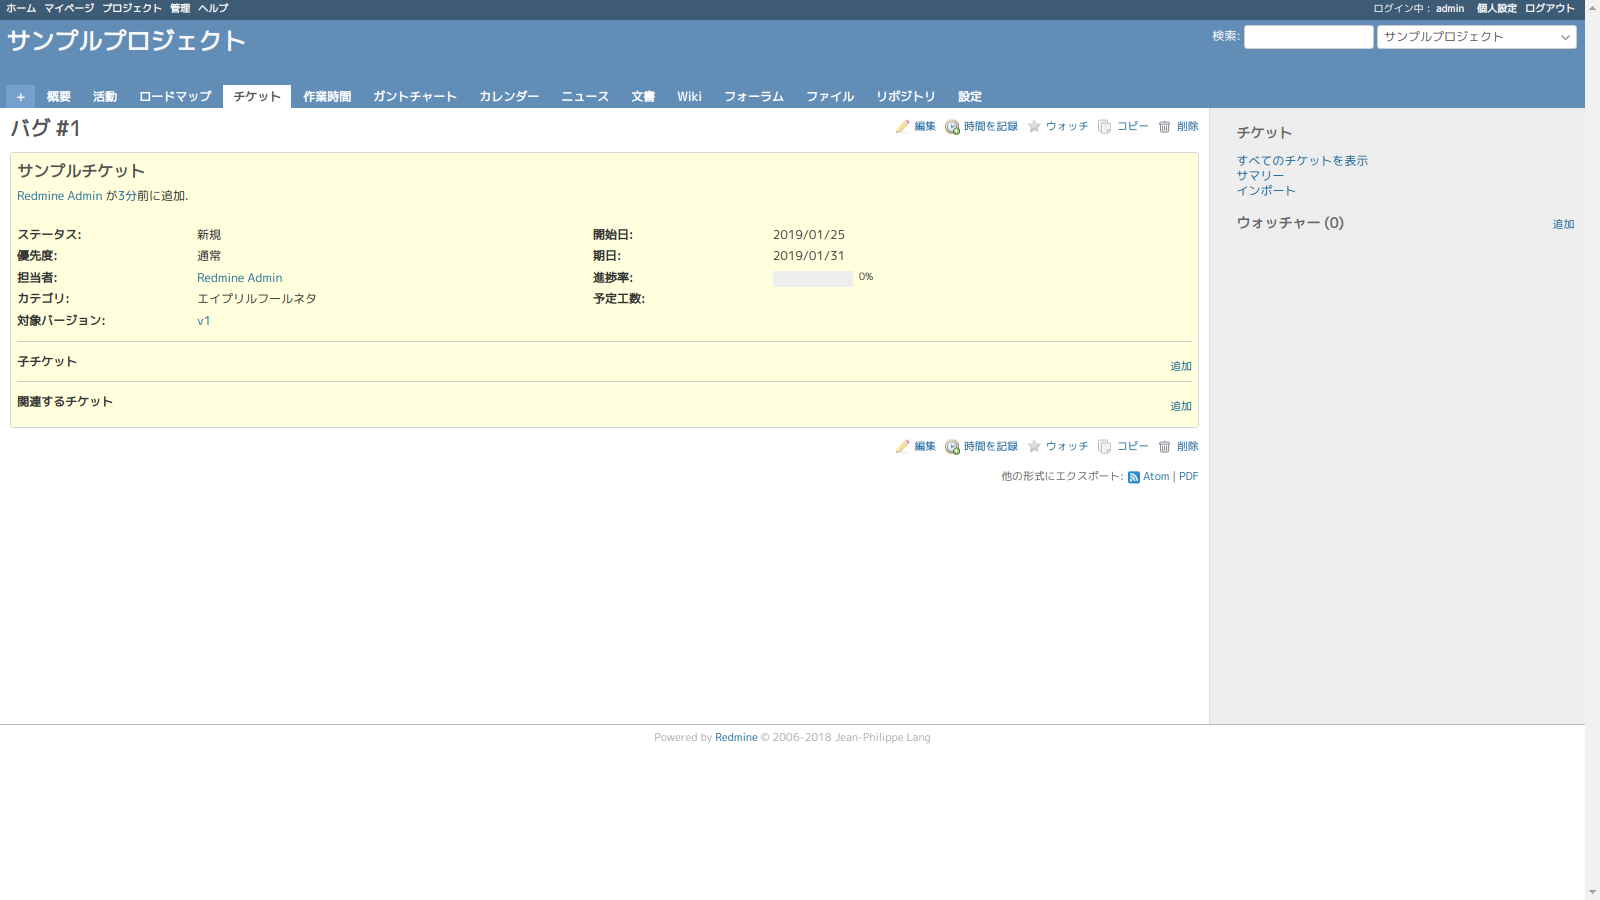 ホーム マイページ プロジェクト 管理 ヘルプ ログイン中 : admin 個人設定 ログアウト
サンプルプロジェクト 検索: サンプルプロジェクト
+ 概要 活動 ロードマップ チケット 作業時間 ガントチャート カレンダー ニュース 文書 Wiki フォーラム ファイル リポジトリ 設定
バグ #1 編集 時間を記録 ウォッチ コピー 削除
サンプルチケット
Redmine Admin が3分前に追加.
ステータス: 新規 開始日: 2019/01/25
優先度: 通常 期日: 2019/01/31
担当者: Redmine Admin 進捗率: 0%
カテゴリ: エイプリルフールネタ 予定工数:
対象バージョン: v1
子チケット 追加
関連するチケット 追加
編集 時間を記録 ウォッチ コピー 削除
他の形式にエクスポート: Atom | PDF
チケット
すべてのチケットを表示
サマリー
インポート
ウォッチャー (0) 追加
Powered by Redmine © 2006-2018 Jean-Philippe Lang